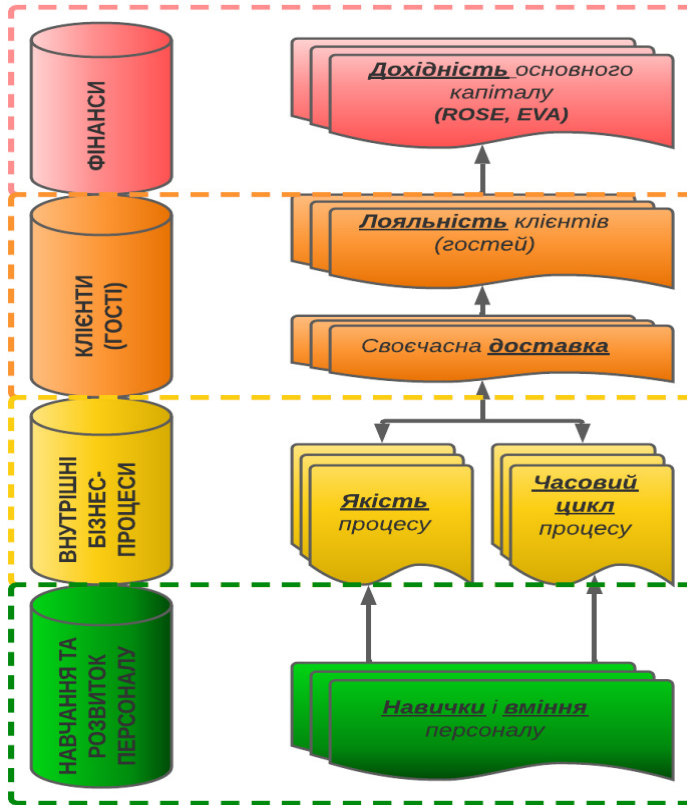 ФІНАНСИ
Дохідність основного
капіталу
(ROSE, EVA)
КЛІЄНТИ
(ГОСТІ)
Лояльність клієнтів
(гостей)
Своєчасна доставка
ВНУТРІШНІ
БІЗНЕС-
ПРОЦЕСИ
Якість
процесу
Часовий
цикл
процесу
НАВЧАННЯ ТА
РОЗВИТОК
ПЕРСОНАЛУ
Навички і вміння
персоналу